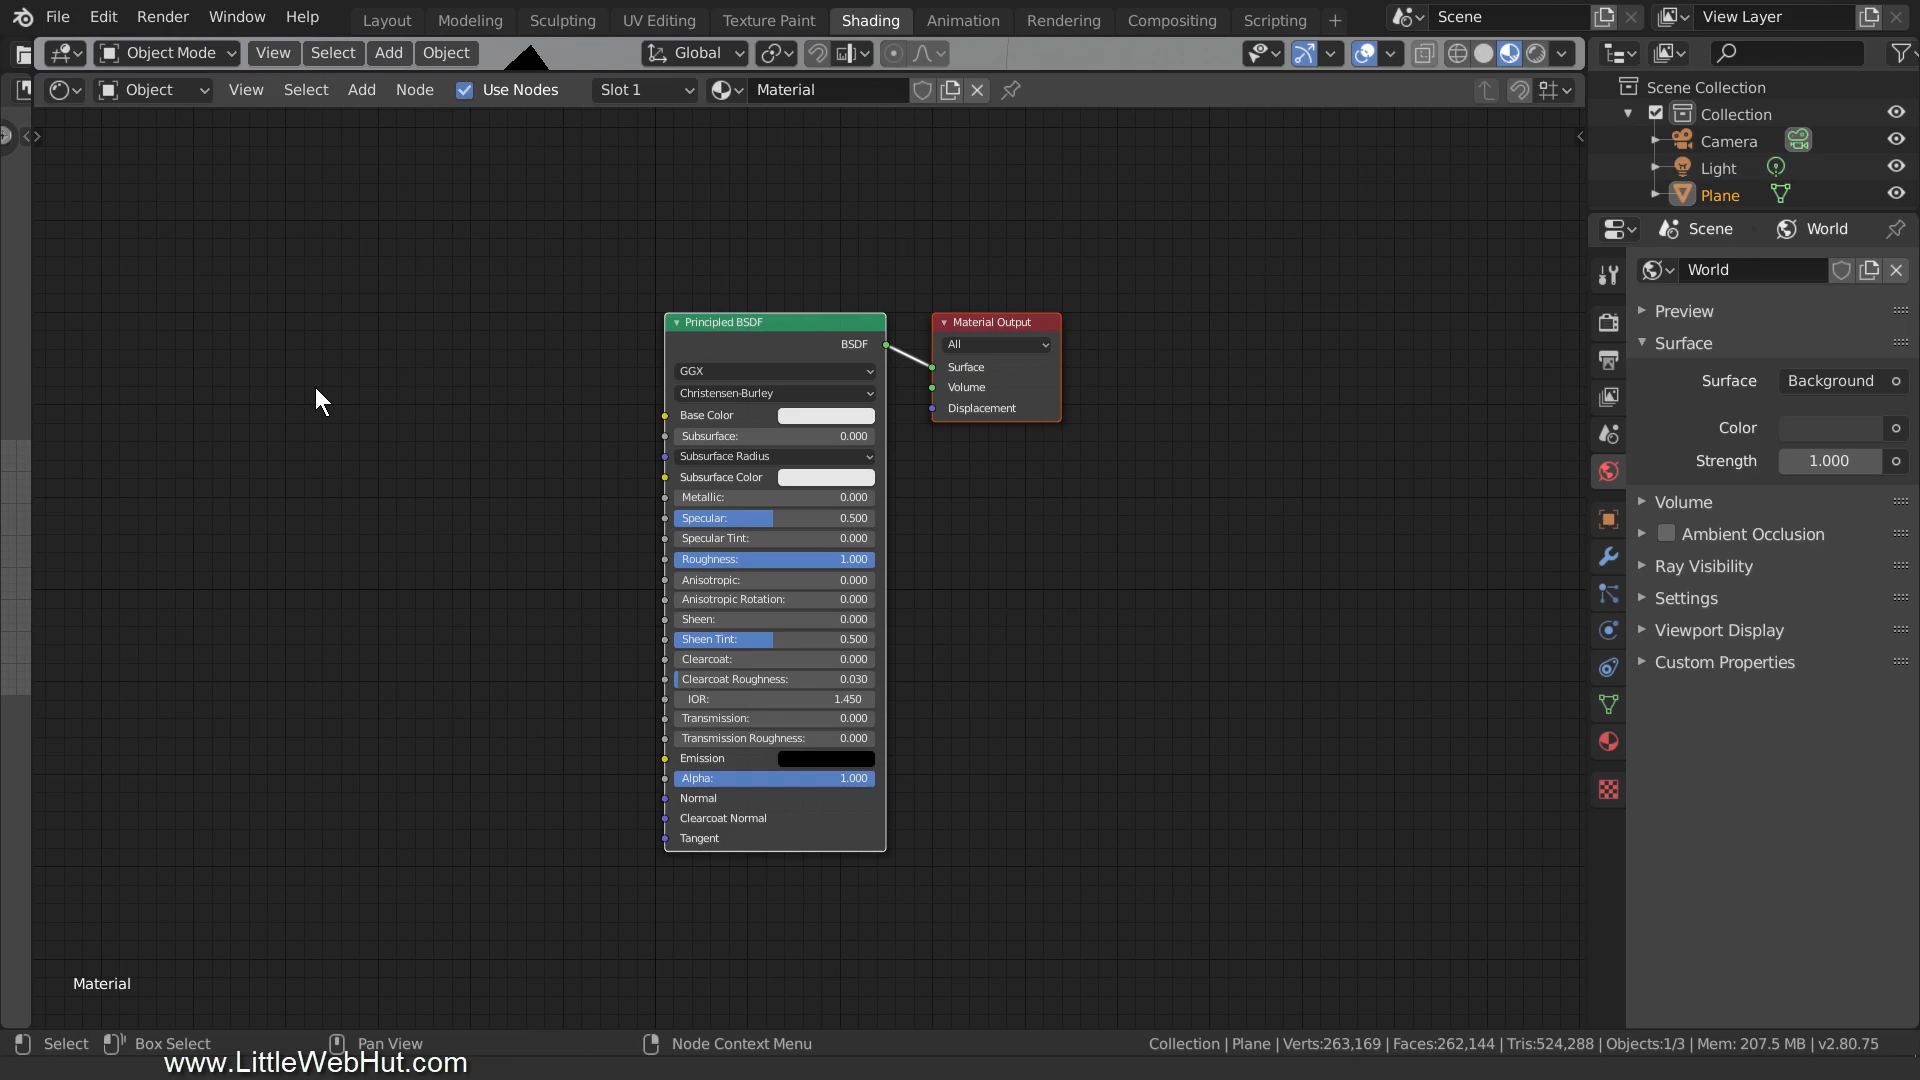 File Edit Render Window Help Layout Modeling Sculpting UV Editing Texture Paint Shading Animation Rendering Compositing Scripting + Scene View Layer
Object Mode View Select Add Object Global
Object View Select Add Node Use Nodes Slot 1 Material
Scene Collection
Collection
Camera
Light
Plane
Scene World
World
Preview
Surface
Surface Background
Color
Strength 1.000
Volume
Ambient Occlusion
Ray Visibility
Settings
Viewport Display
Custom Properties
Principled BSDF
BSDF
GGX
Christensen-Burley
Base Color
Subsurface: 0.000
Subsurface Radius
Subsurface Color
Metallic: 0.000
Specular: 0.500
Specular Tint: 0.000
Roughness: 1.000
Anisotropic: 0.000
Anisotropic Rotation: 0.000
Sheen: 0.000
Sheen Tint: 0.500
Clearcoat: 0.000
Clearcoat Roughness: 0.030
IOR: 1.450
Transmission: 0.000
Transmission Roughness: 0.000
Emission
Alpha: 1.000
Normal
Clearcoat Normal
Tangent
Material Output
All
Surface
Volume
Displacement
Material
Select Box Select Pan View Node Context Menu Collection | Plane | Verts:263,169 | Faces:262,144 | Tris:524,288 | Objects:1/3 | Mem: 207.5 MB | v2.80.75
www.LittleWebHut.com